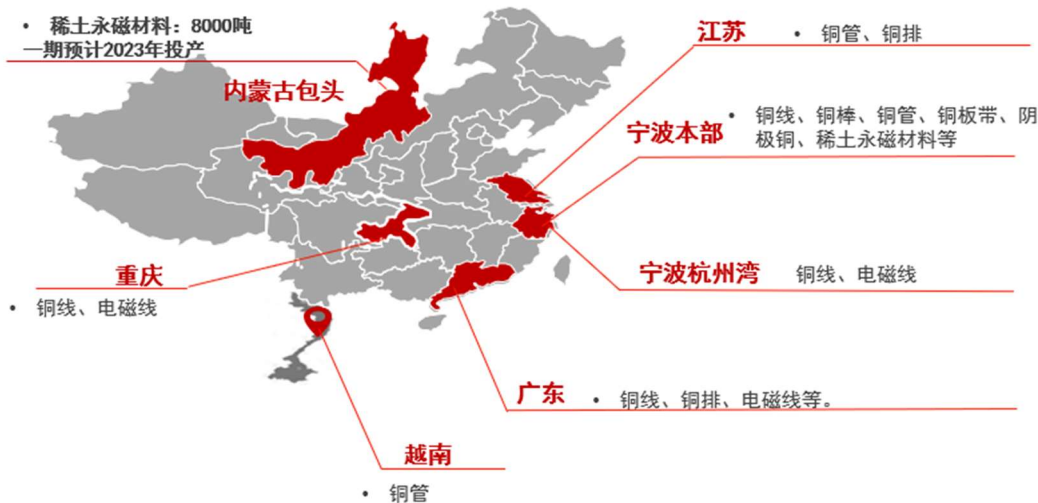 • 稀土永磁材料：8000吨
一期预计2023年投产
内蒙古包头
江苏
• 铜管、铜排
宁波本部
• 铜线、铜棒、铜管、铜板带、阴
极铜、稀土永磁材料等
宁波杭州湾
铜线、电磁线
重庆
• 铜线、电磁线
广东
• 铜线、铜排、电磁线等。
越南
• 铜管